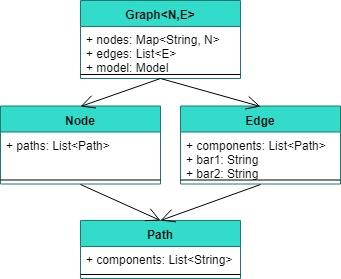 Graph<N,E>
+ nodes: Map<String, N>
+ edges: List<E>
+ model: Model
Node
+ paths: List<Path>
Edge
+ components: List<Path>
+ bar1: String
+ bar2: String
Path
+ components: List<String>